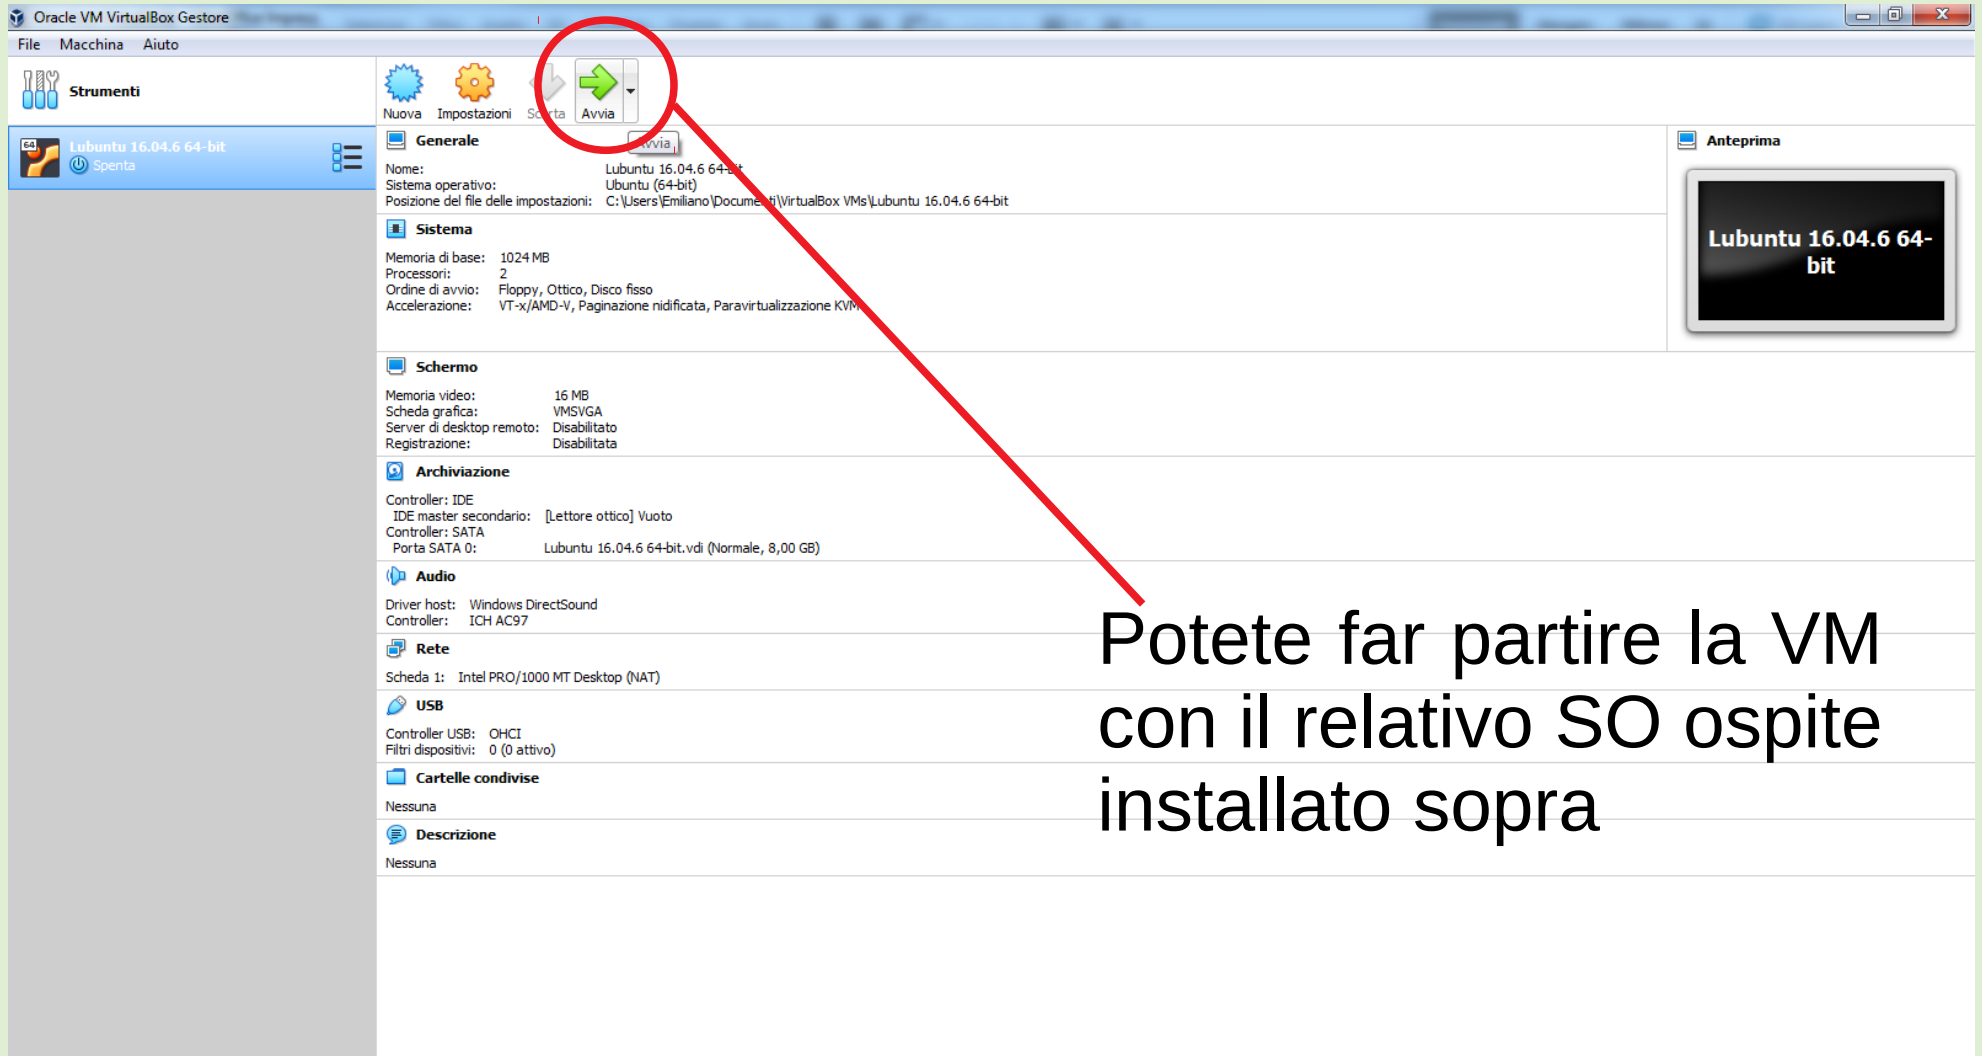 Oracle VM VirtualBox Gestore
File Macchina Aiuto
Strumenti
Nuova Impostazioni Scarta Avvia
Avvia
64
Lubuntu 16.04.6 64-bit
Spenta
Generale
Nome: Lubuntu 16.04.6 64-bit
Sistema operativo: Ubuntu (64-bit)
Posizione del file delle impostazioni: C:\Users\Emiliano\Documenti\VirtualBox VMs\Lubuntu 16.04.6 64-bit
Anteprima
Lubuntu 16.04.6 64-
bit
Sistema
Memoria di base: 1024 MB
Processori: 2
Ordine di avvio: Floppy, Ottico, Disco fisso
Accelerazione: VT-x/AMD-V, Paginazione nidificata, Paravirtualizzazione KVM
Schermo
Memoria video: 16 MB
Scheda grafica: VMSVGA
Server di desktop remoto: Disabilitato
Registrazione: Disabilitata
Archiviazione
Controller: IDE
IDE master secondario: [Lettore ottico] Vuoto
Controller: SATA
Porta SATA 0: Lubuntu 16.04.6 64-bit.vdi (Normale, 8,00 GB)
Audio
Driver host: Windows DirectSound
Controller: ICH AC97
Rete
Scheda 1: Intel PRO/1000 MT Desktop (NAT)
USB
Controller USB: OHCI
Filtri dispositivi: 0 (0 attivo)
Cartelle condivise
Nessuna
Descrizione
Nessuna
Potete far partire la VM
con il relativo SO ospite
installato sopra